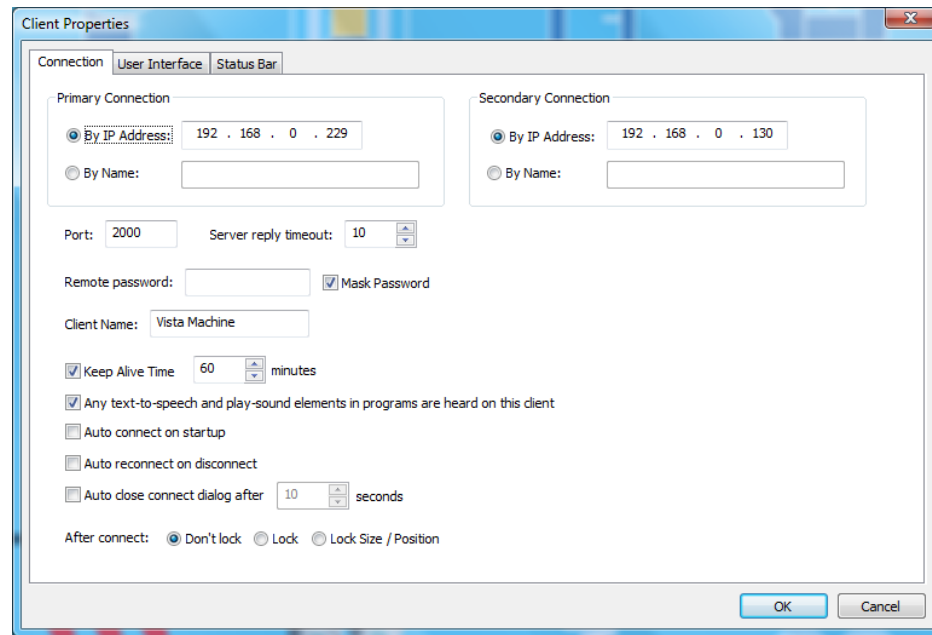 Client Properties
Connection User Interface Status Bar
Primary Connection
By IP Address: 192 . 168 . 0 . 229
By Name:
Secondary Connection
By IP Address: 192 . 168 . 0 . 130
By Name:
Port: 2000 Server reply timeout: 10
Remote password: Mask Password
Client Name: Vista Machine
Keep Alive Time 60 minutes
Any text-to-speech and play-sound elements in programs are heard on this client
Auto connect on startup
Auto reconnect on disconnect
Auto close connect dialog after 10 seconds
After connect: Don't lock Lock Lock Size / Position
OK Cancel